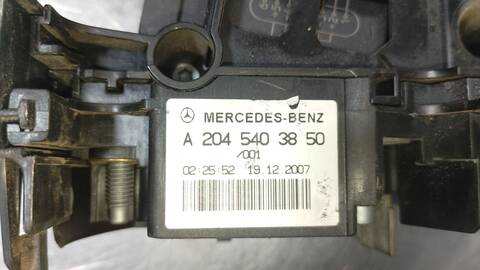 MERCEDES-BENZ
A 204 540 38 50
/001
02:25:52 19.12.2007